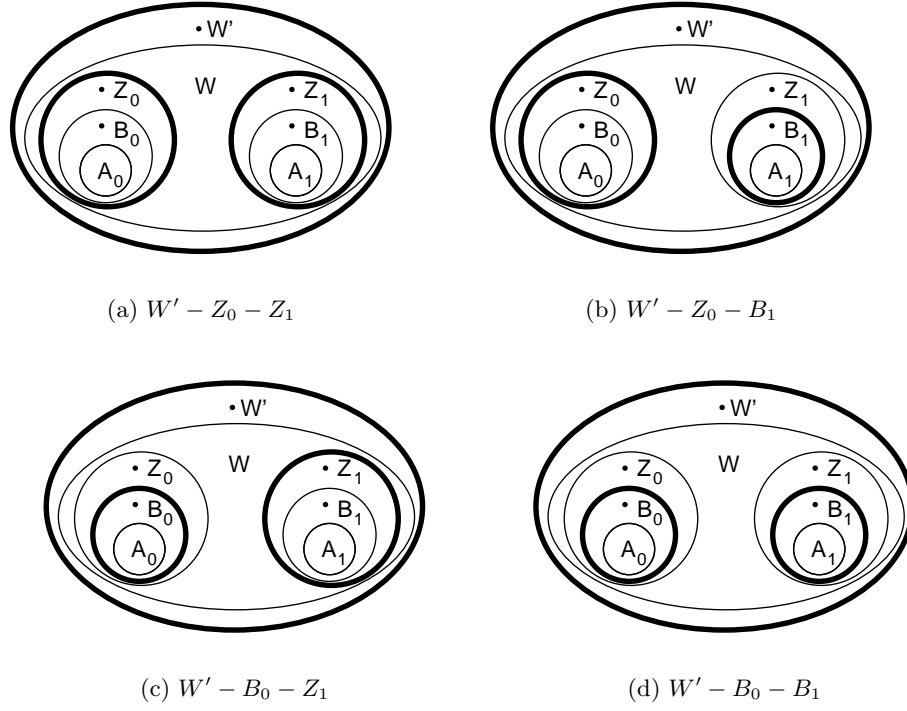 W' W'
W Z₀ Z₁ W Z₀ Z₁
B₀ B₁ B₀ B₁
A₀ A₁ A₀ A₁
(a) W′ − Z₀ − Z₁ (b) W′ − Z₀ − B₁
W' W'
W Z₀ Z₁ W Z₀ Z₁
B₀ B₁ B₀ B₁
A₀ A₁ A₀ A₁
(c) W′ − B₀ − Z₁ (d) W′ − B₀ − B₁